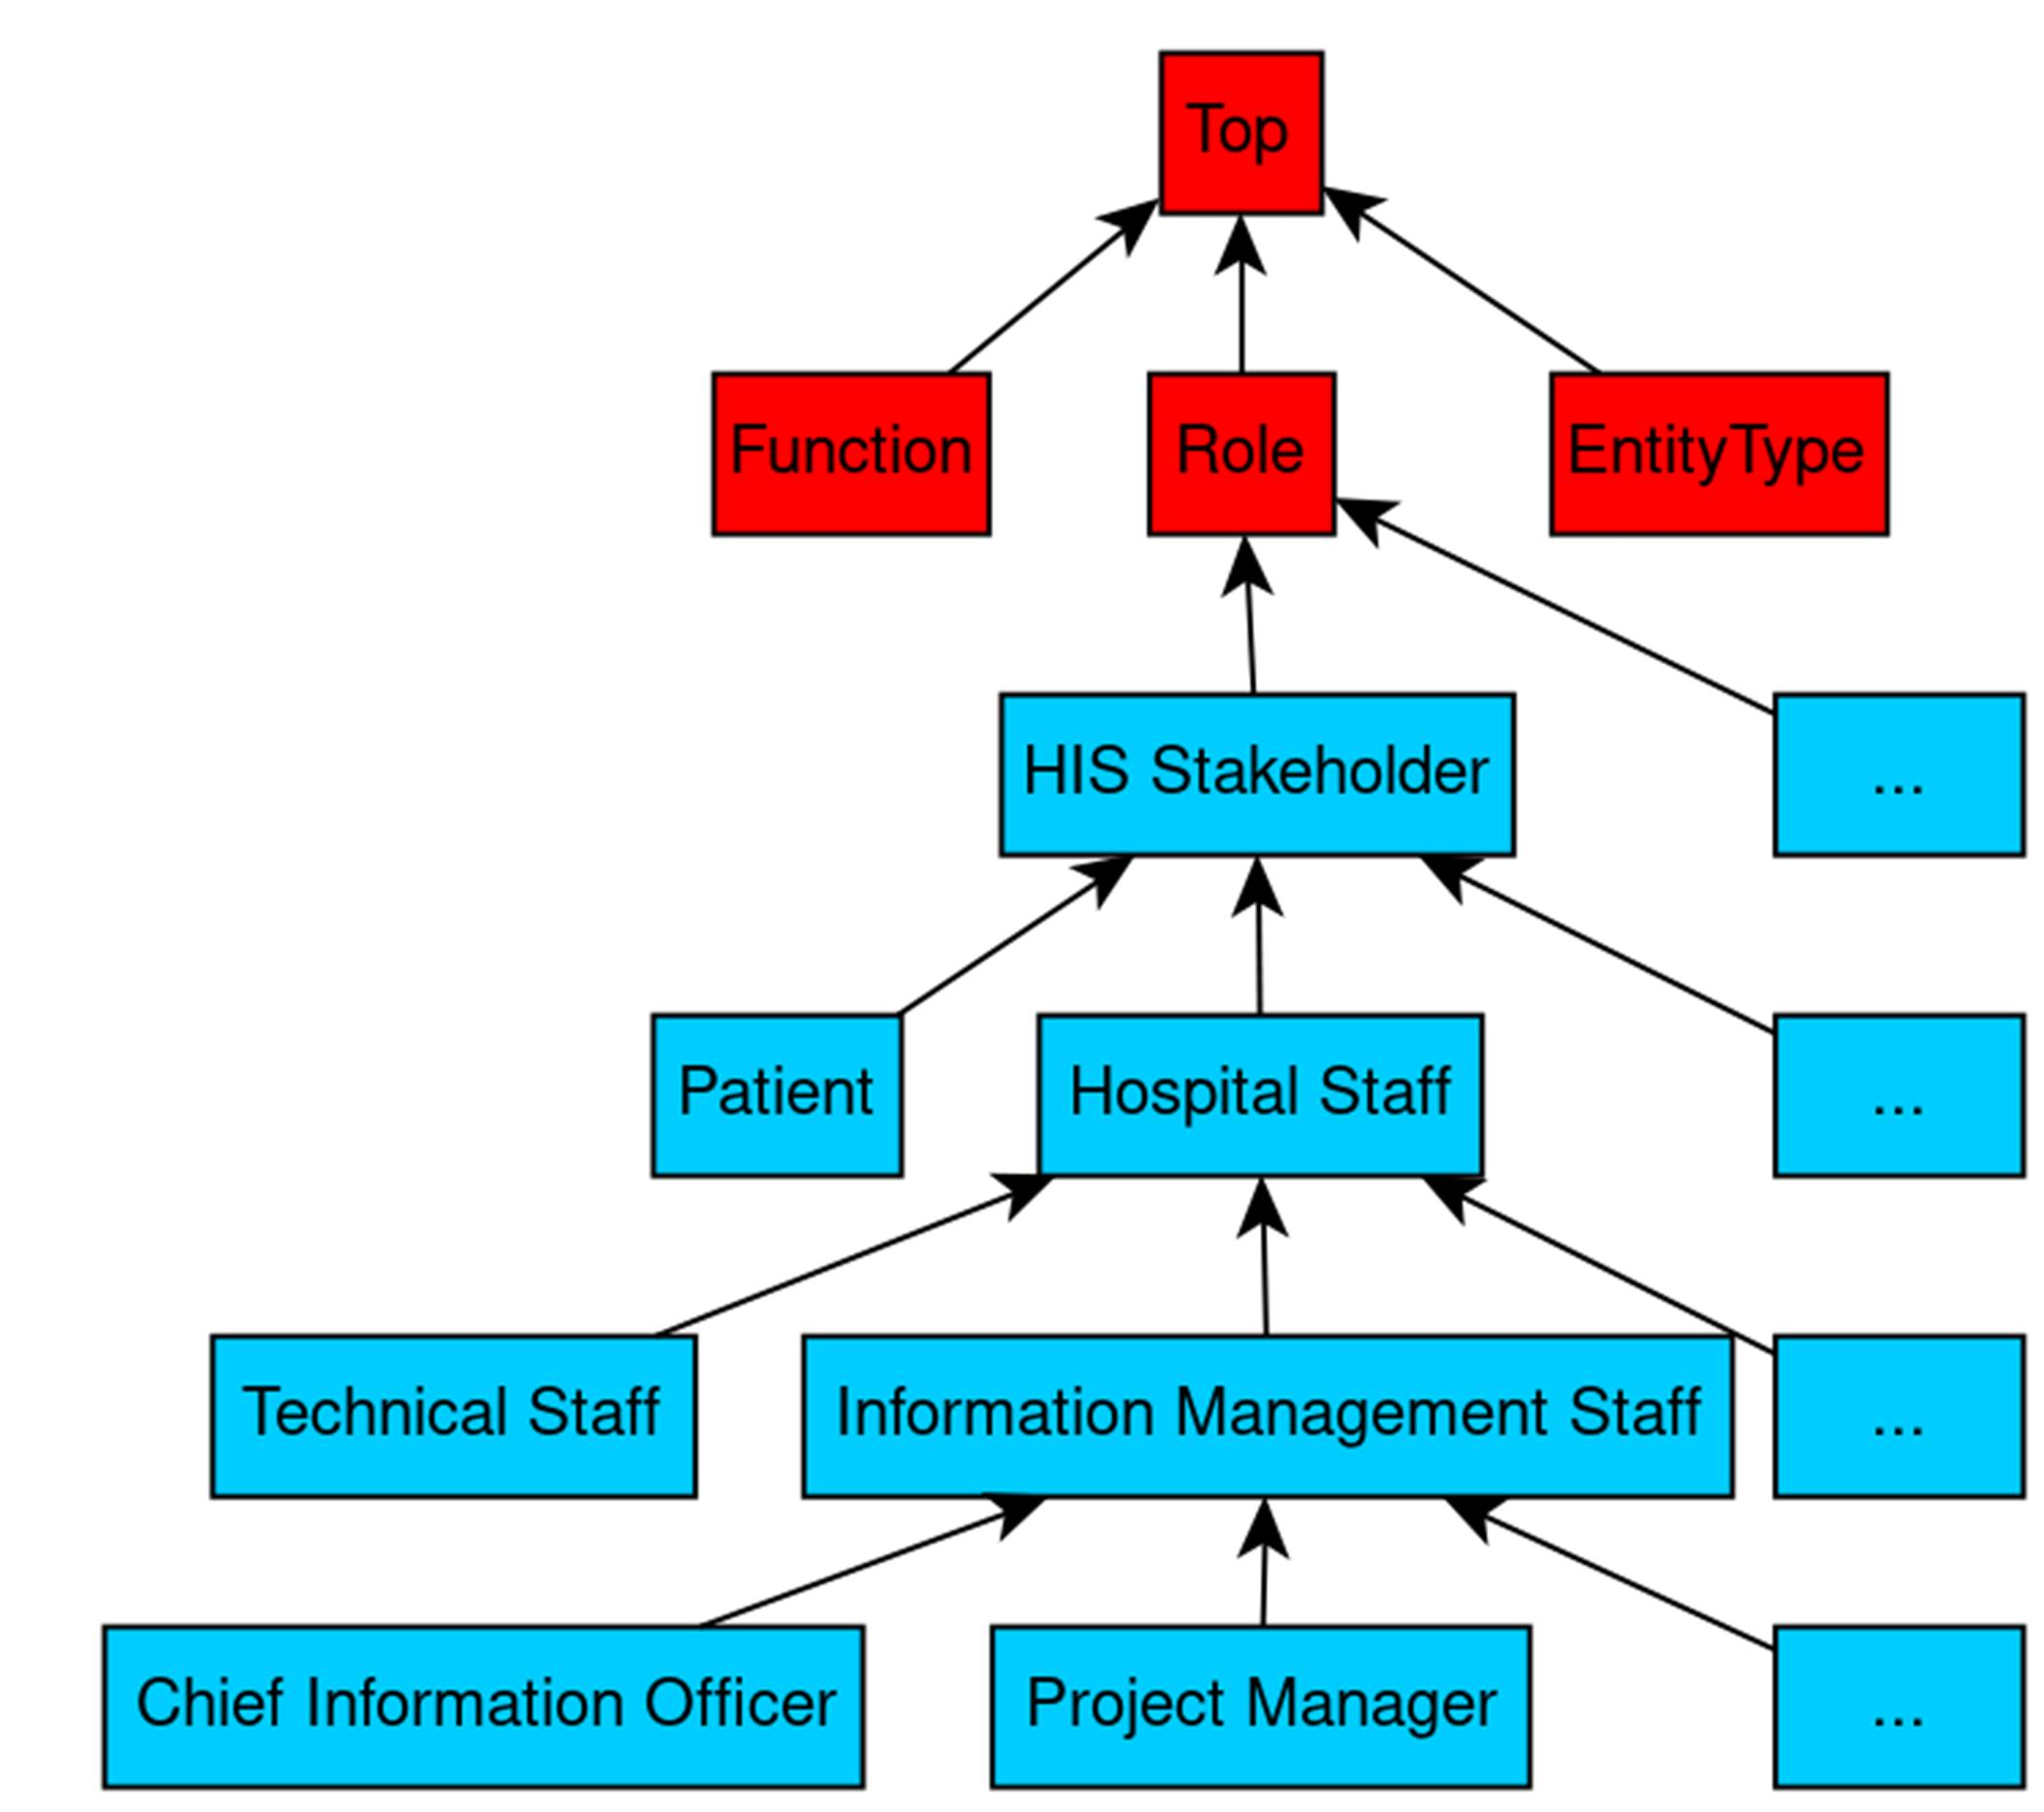 Top
Function
Role
EntityType
HIS Stakeholder
...
Patient
Hospital Staff
...
Technical Staff
Information Management Staff
...
Chief Information Officer
Project Manager
...